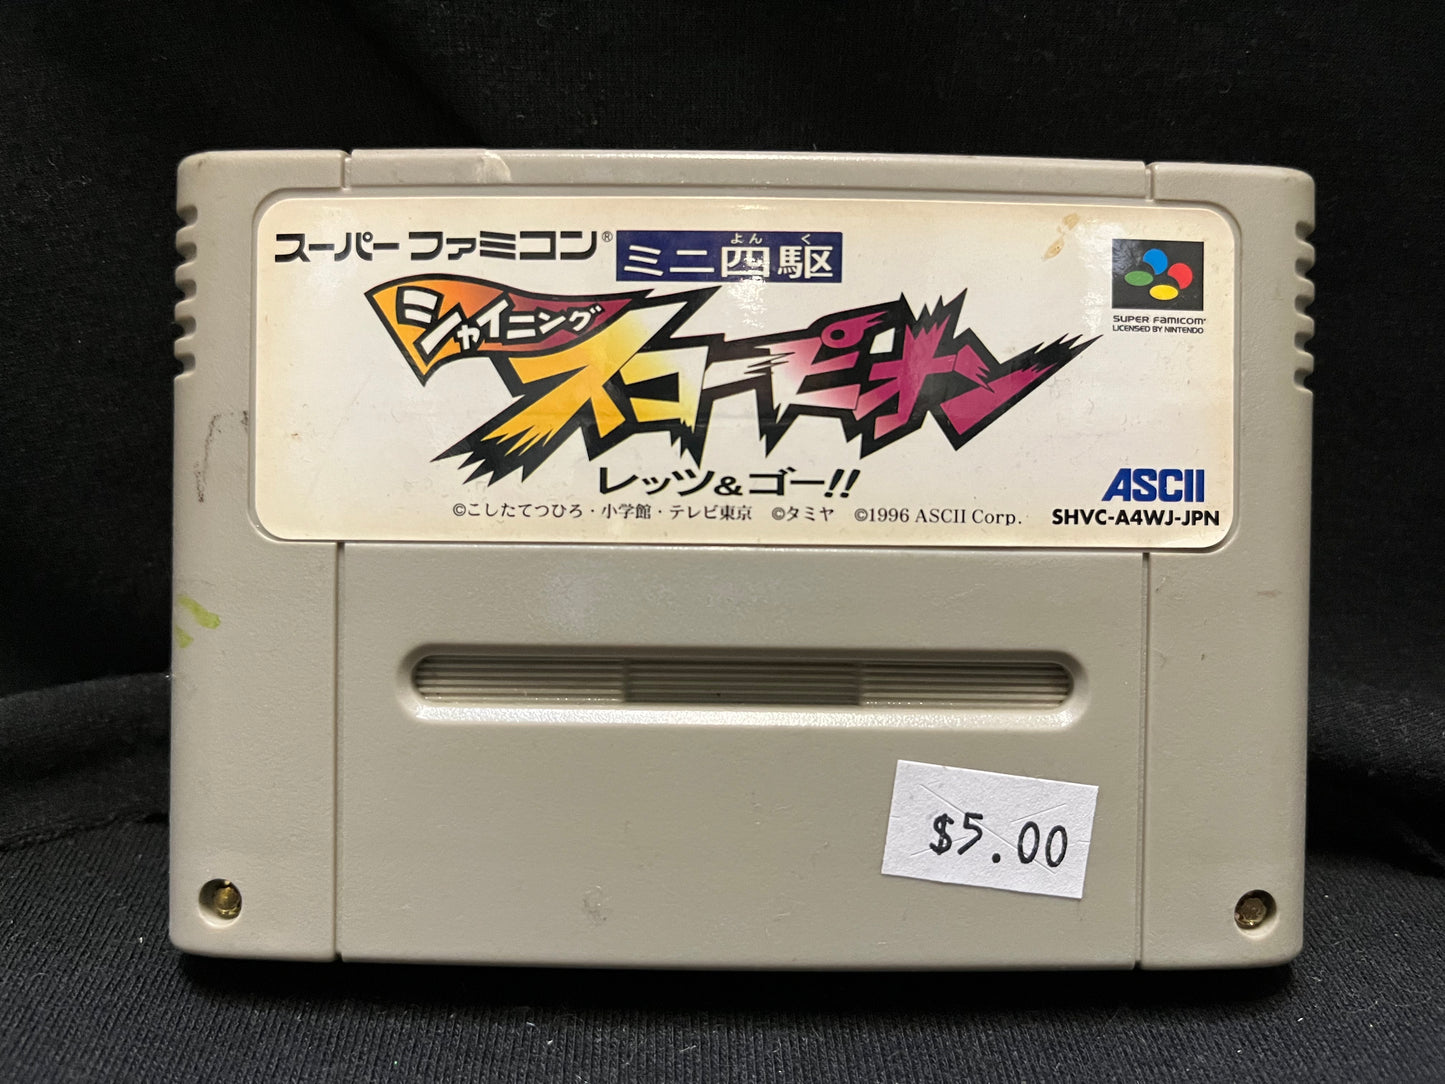 スーパーファミコン®
よんく
ミニ四駆
シャイニング
スコーピオン
レッツ&ゴー!!
©こしたてつひろ・小学館・テレビ東京 ©タミヤ ©1996 ASCII Corp.
SUPER FAMICOM
LICENSED BY NINTENDO
ASCII
SHVC-A4WJ-JPN
$5.00